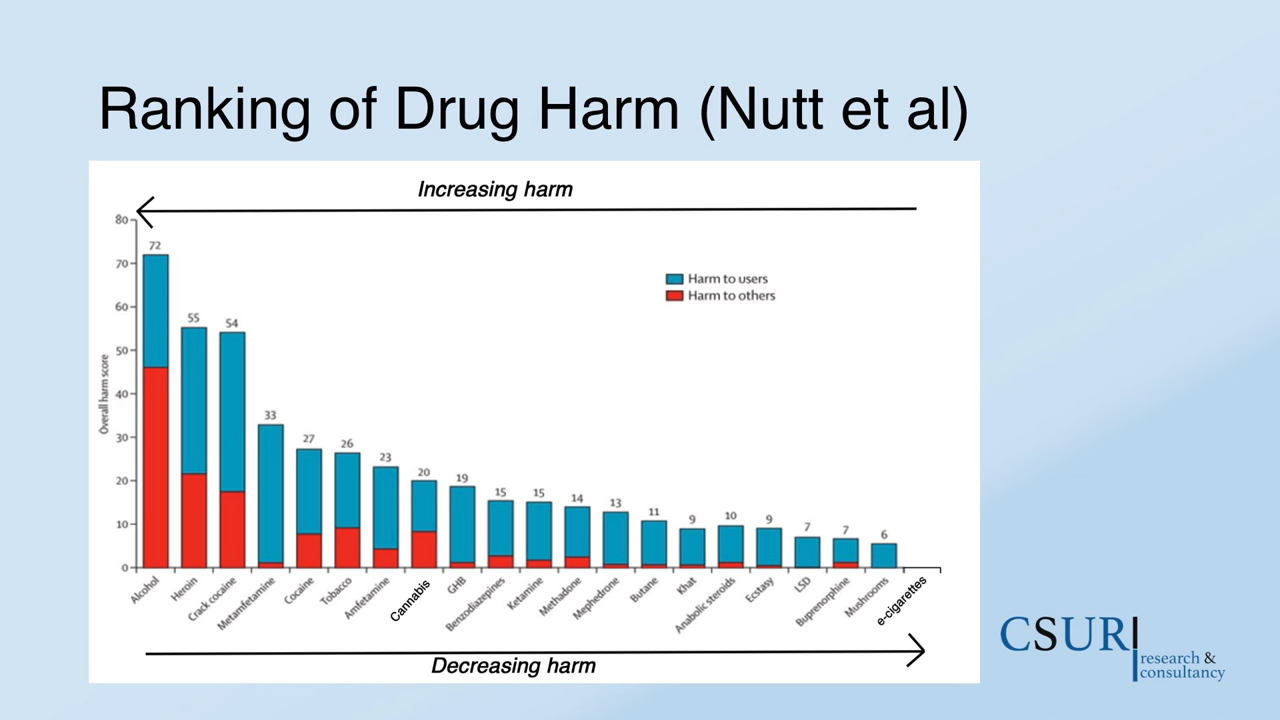 Ranking of Drug Harm (Nutt et al)
Increasing harm
80
70
60
50
40
30
20
10
0
Overall harm score
72
55
54
33
27
26
23
20
19
15
15
14
13
11
9
10
9
7
7
6
Harm to users
Harm to others
Alcohol
Heroin
Crack cocaine
Metamfetamine
Cocaine
Tobacco
Amfetamine
Cannabis
GHB
Benzodiazepines
Ketamine
Methadone
Mephedrone
Butane
Khat
Anabolic steroids
Ecstasy
LSD
Buprenorphine
Mushrooms
e-cigarettes
Decreasing harm
CSUR
research &
consultancy